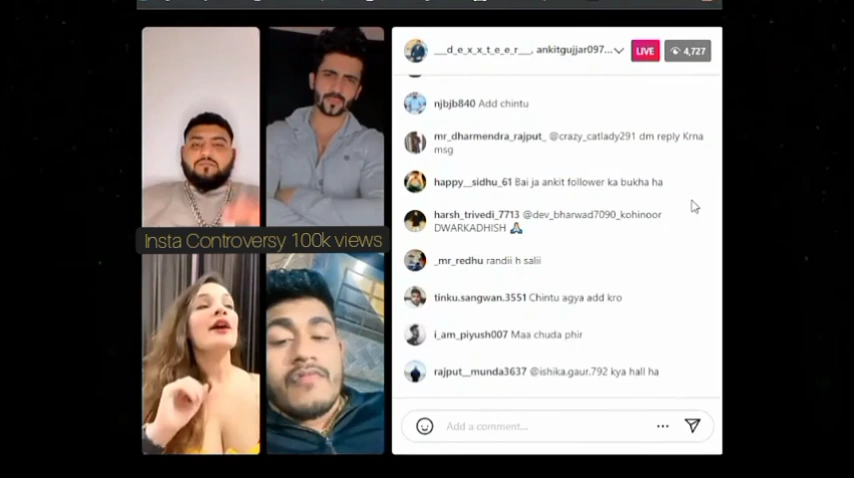 ___d_e_x_x_t_e_e_r___, ankitgujjar097...
LIVE
4,727
njbjb840 Add chintu
mr_dharmendra_rajput_ @crazy_catlady291 dm reply Krna
msg
happy__sidhu_61 Bai ja ankit follower ka bukha ha
harsh_trivedi_7713 @dev_bharwad7090_kohinoor
DWARKADHISH 🙏
Insta Controversy 100k views
_mr_redhu randii h salii
tinku.sangwan.3551 Chintu agya add kro
i_am_piyush007 Maa chuda phir
rajput__munda3637 @ishika.gaur.792 kya hall ha
Add a comment...